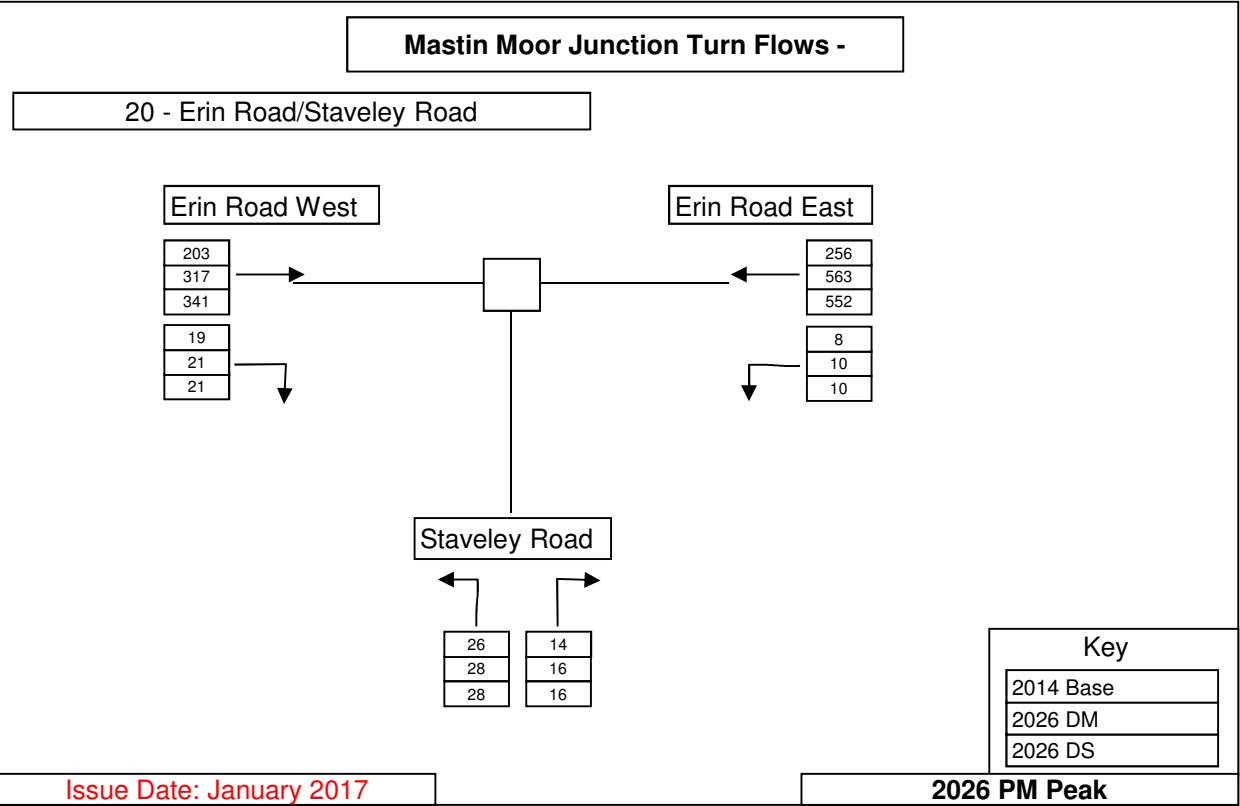 Mastin Moor Junction Turn Flows -
20 - Erin Road/Staveley Road
Erin Road West
Erin Road East
203
317
341
256
563
552
19
21
21
8
10
10
Staveley Road
26
28
28
14
16
16
Key
2014 Base
2026 DM
2026 DS
Issue Date: January 2017
2026 PM Peak